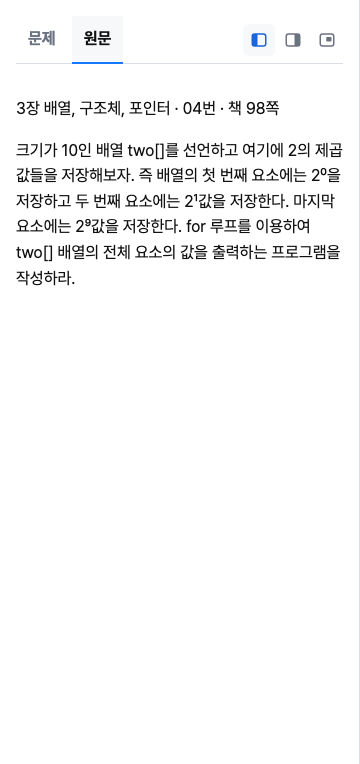 문제 원문
3장 배열, 구조체, 포인터 · 04번 · 책 98쪽
크기가 10인 배열 two[]를 선언하고 여기에 2의 제곱
값들을 저장해보자. 즉 배열의 첫 번째 요소에는 2⁰을
저장하고 두 번째 요소에는 2¹값을 저장한다. 마지막
요소에는 2⁹값을 저장한다. for 루프를 이용하여
two[] 배열의 전체 요소의 값을 출력하는 프로그램을
작성하라.